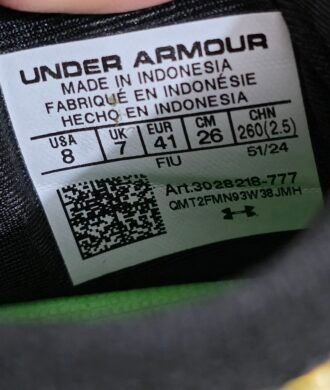 UNDER ARMOUR
MADE IN INDONESIA
FABRIQUÉ EN INDONÉSIE
HECHO EN INDONESIA
USA UK EUR CM CHN
8 7 41 26 260(2.5)
FIU 51/24
Art.3028218-777
QMT2FMN93W38JMH